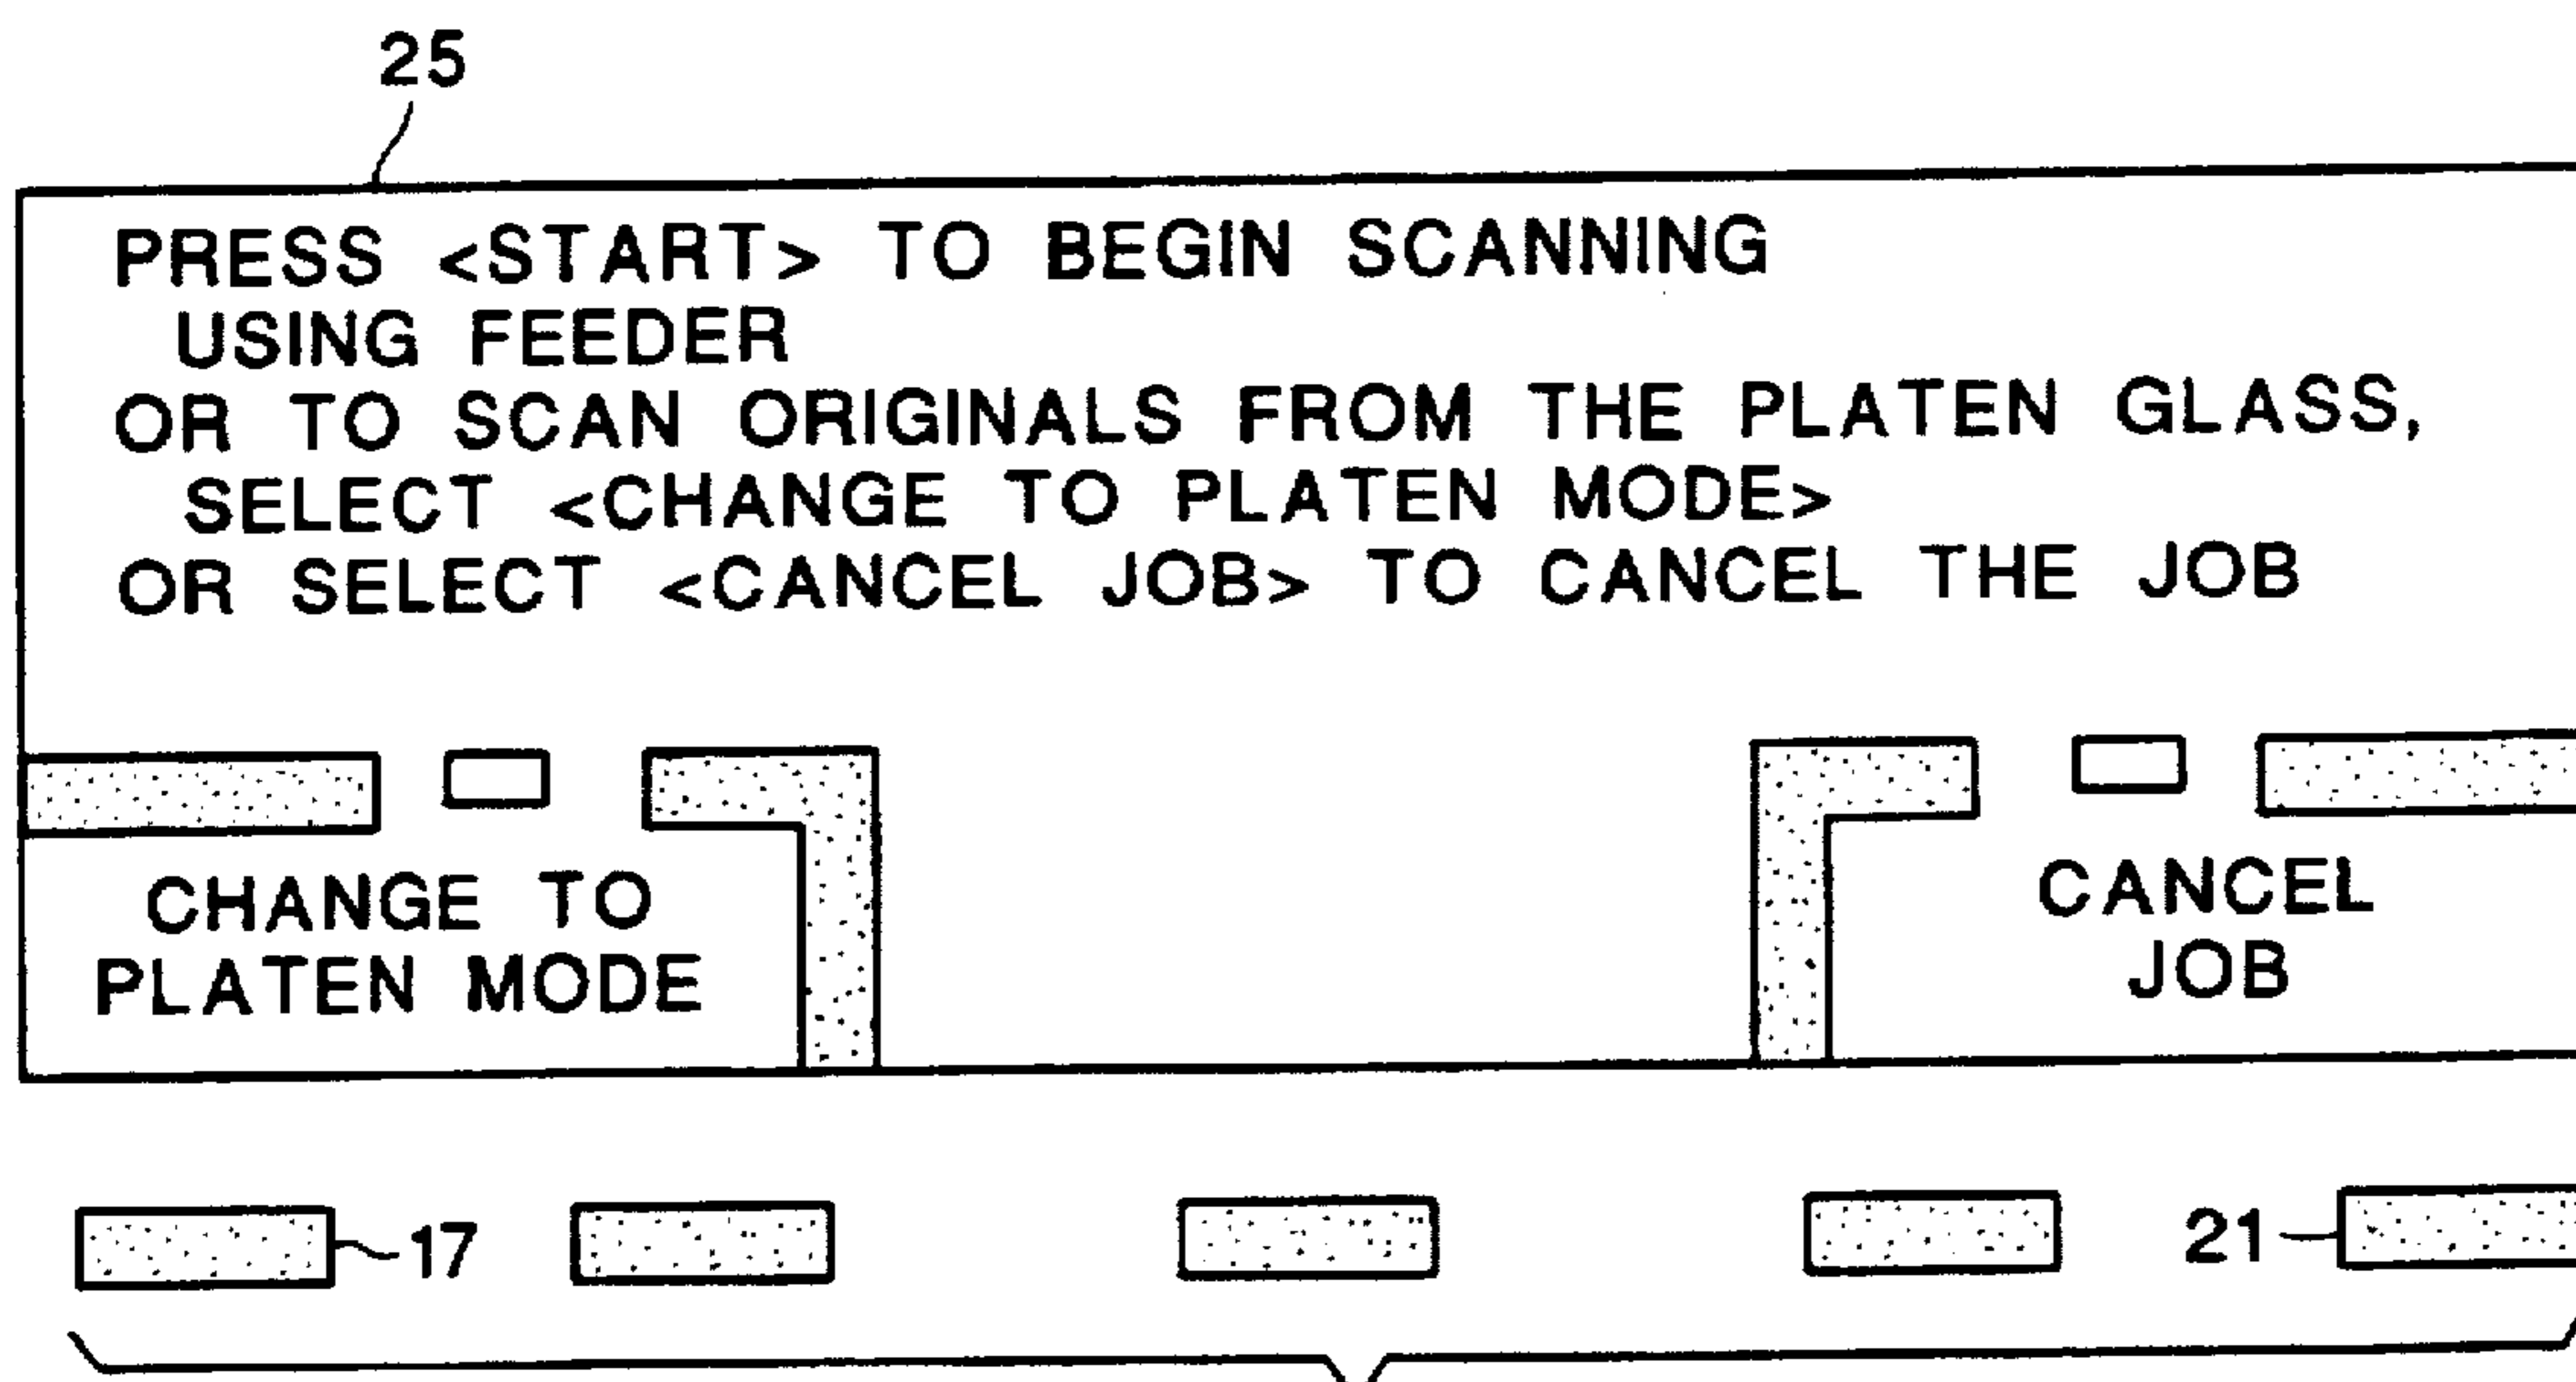 25
PRESS <START> TO BEGIN SCANNING
USING FEEDER
OR TO SCAN ORIGINALS FROM THE PLATEN GLASS,
SELECT <CHANGE TO PLATEN MODE>
OR SELECT <CANCEL JOB> TO CANCEL THE JOB
CHANGE TO
PLATEN MODE
CANCEL
JOB
17
21